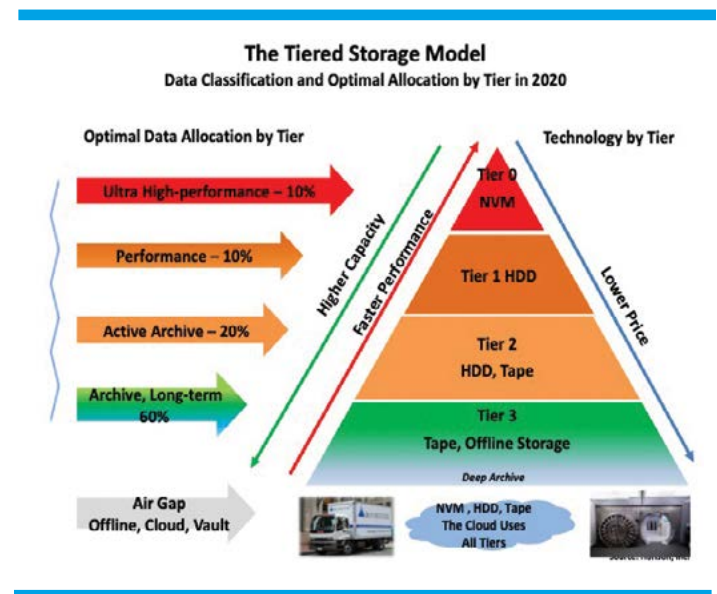 The Tiered Storage Model
Data Classification and Optimal Allocation by Tier in 2020
Optimal Data Allocation by Tier
Technology by Tier
Ultra High-performance – 10%
Performance – 10%
Active Archive – 20%
Archive, Long-term
60%
Air Gap
Offline, Cloud, Vault
Higher Capacity
Faster Performance
Lower Price
Tier 0
NVM
Tier 1 HDD
Tier 2
HDD, Tape
Tier 3
Tape, Offline Storage
Deep Archive
NVM , HDD, Tape
The Cloud Uses
All Tiers
Source: Horison, Inc.